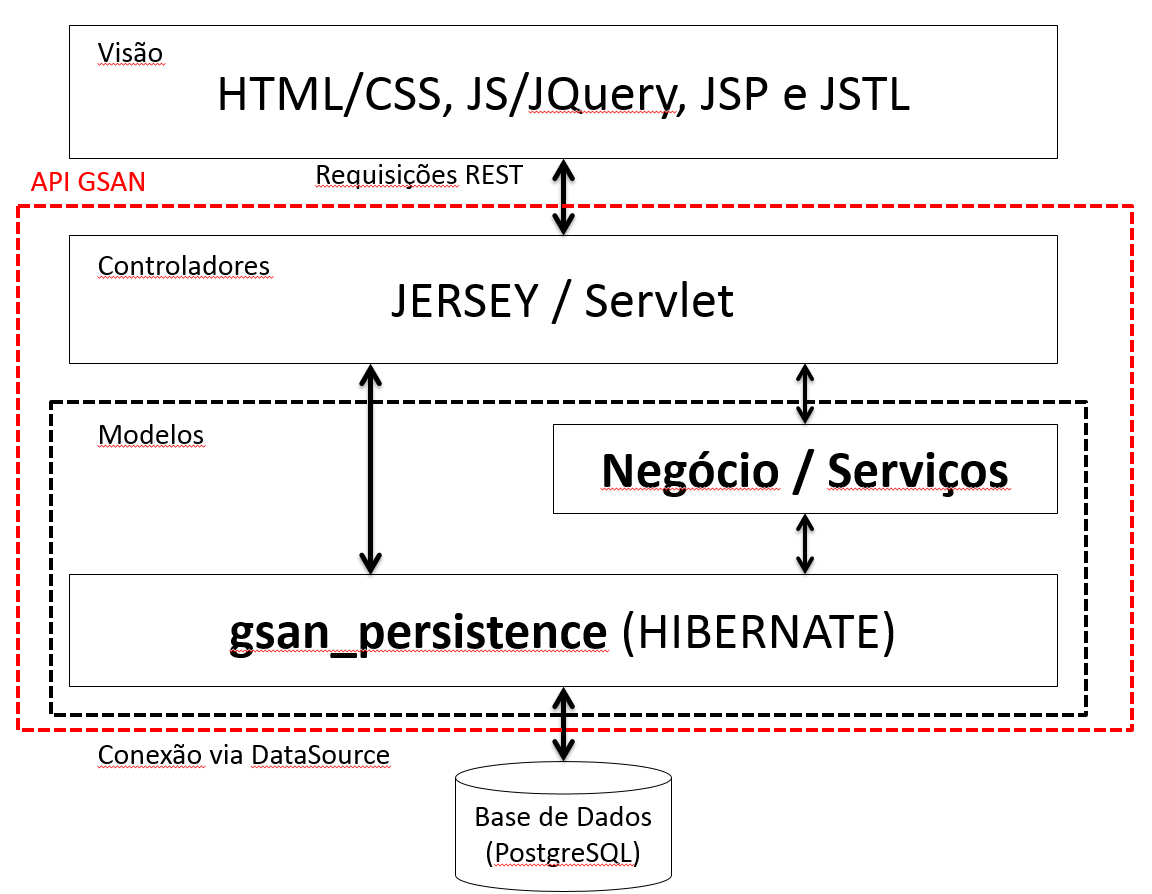 Visão
HTML/CSS, JS/JQuery, JSP e JSTL
Requisições REST
API GSAN
Controladores
JERSEY / Servlet
Modelos
Negócio / Serviços
gsan_persistence (HIBERNATE)
Conexão via DataSource
Base de Dados
(PostgreSQL)